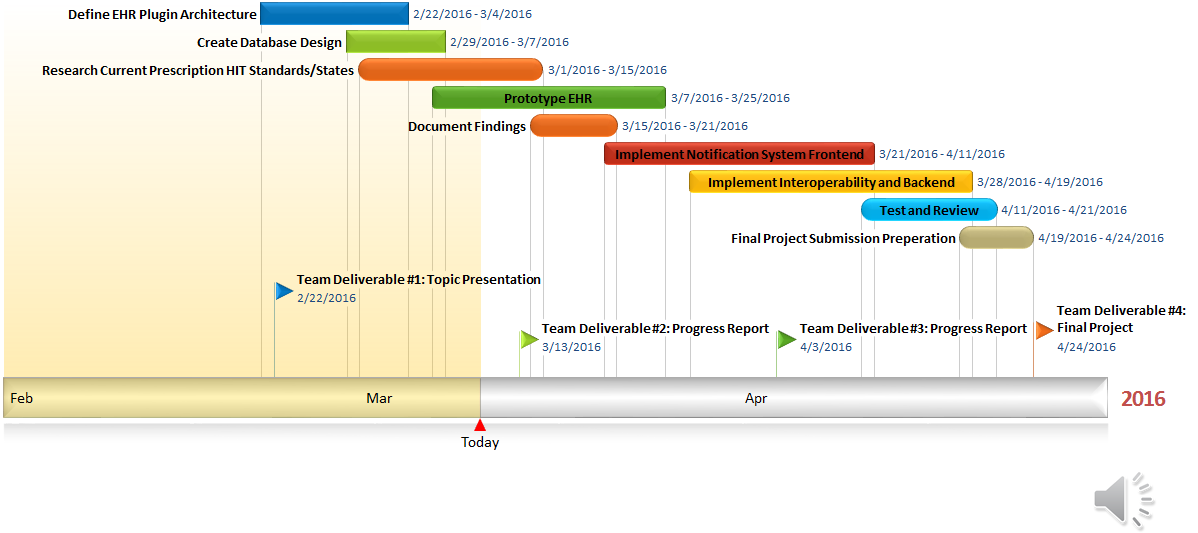 Define EHR Plugin Architecture 2/22/2016 - 3/4/2016
Create Database Design 2/29/2016 - 3/7/2016
Research Current Prescription HIT Standards/States 3/1/2016 - 3/15/2016
Prototype EHR 3/7/2016 - 3/25/2016
Document Findings 3/15/2016 - 3/21/2016
Implement Notification System Frontend 3/21/2016 - 4/11/2016
Implement Interoperability and Backend 3/28/2016 - 4/19/2016
Test and Review 4/11/2016 - 4/21/2016
Final Project Submission Preperation 4/19/2016 - 4/24/2016
Team Deliverable #1: Topic Presentation
2/22/2016
Team Deliverable #2: Progress Report
3/13/2016
Team Deliverable #3: Progress Report
4/3/2016
Team Deliverable #4:
Final Project
4/24/2016
Feb Mar Apr 2016
Today